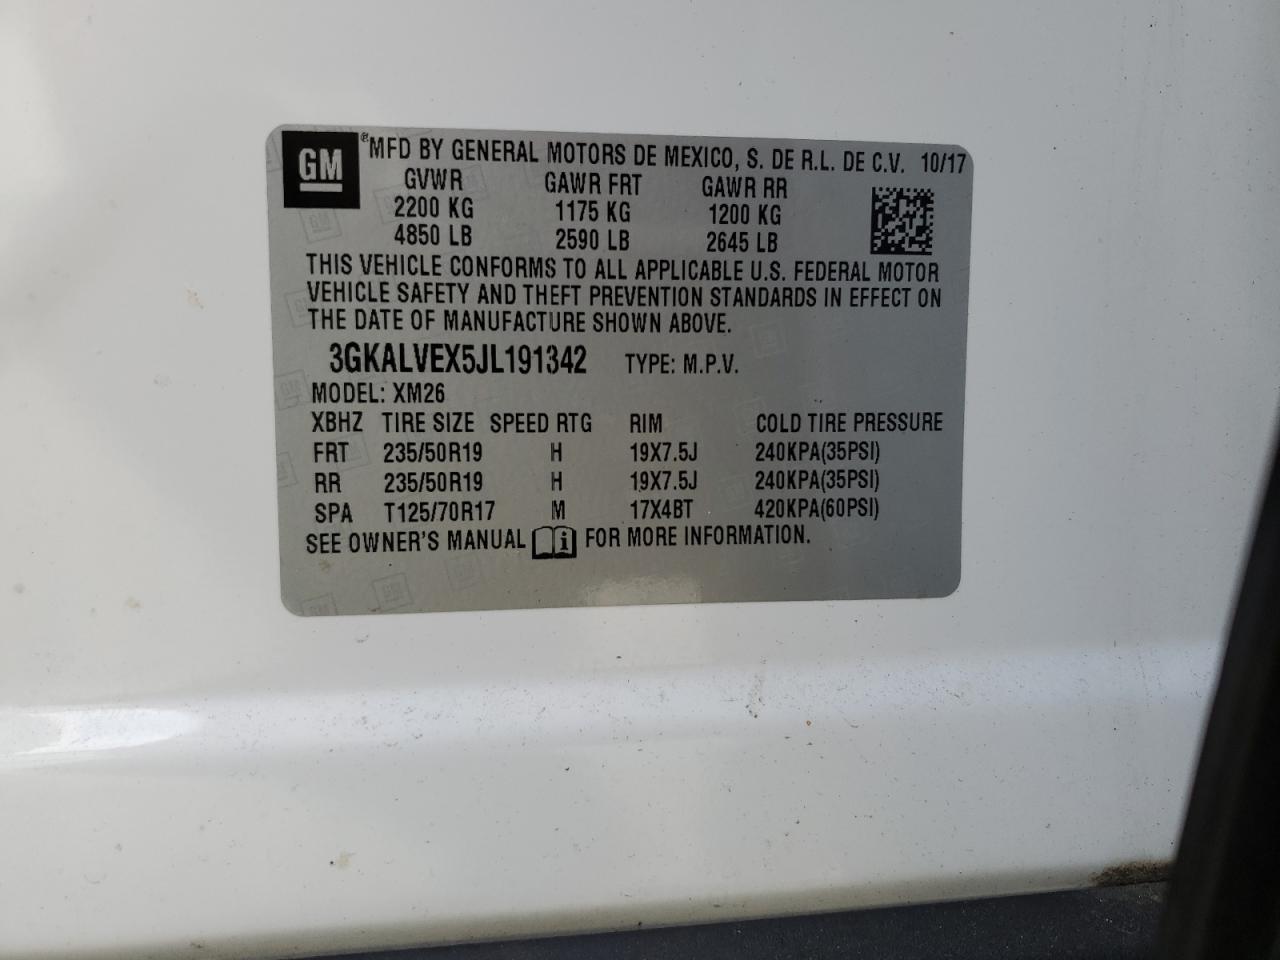 GM
®MFD BY GENERAL MOTORS DE MEXICO, S. DE R.L. DE C.V. 10/17
GVWR GAWR FRT GAWR RR
2200 KG 1175 KG 1200 KG
4850 LB 2590 LB 2645 LB
THIS VEHICLE CONFORMS TO ALL APPLICABLE U.S. FEDERAL MOTOR
VEHICLE SAFETY AND THEFT PREVENTION STANDARDS IN EFFECT ON
THE DATE OF MANUFACTURE SHOWN ABOVE.
3GKALVEX5JL191342 TYPE: M.P.V.
MODEL: XM26
XBHZ TIRE SIZE SPEED RTG RIM COLD TIRE PRESSURE
FRT 235/50R19 H 19X7.5J 240KPA(35PSI)
RR 235/50R19 H 19X7.5J 240KPA(35PSI)
SPA T125/70R17 M 17X4BT 420KPA(60PSI)
SEE OWNER'S MANUAL i FOR MORE INFORMATION.